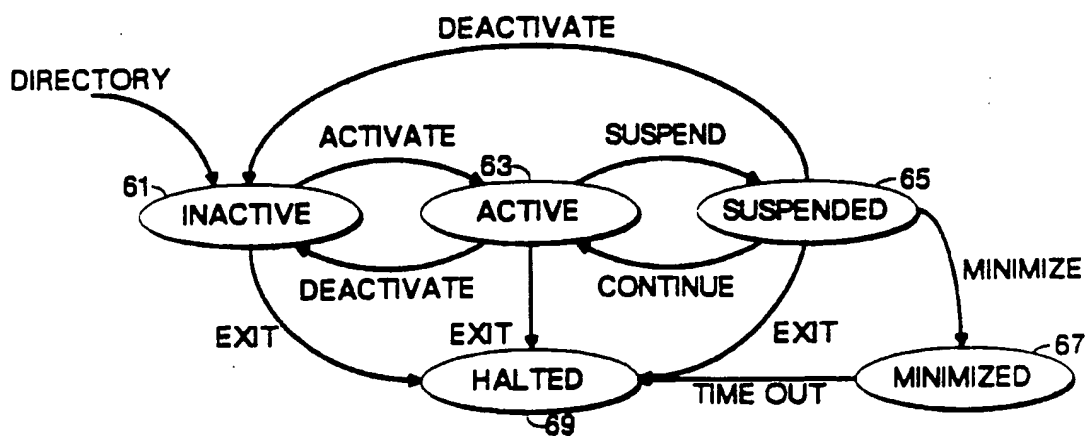 DEACTIVATE
DIRECTORY
ACTIVATE
SUSPEND
61
63
65
INACTIVE
ACTIVE
SUSPENDED
DEACTIVATE
CONTINUE
MINIMIZE
EXIT
EXIT
EXIT
67
HALTED
TIME OUT
MINIMIZED
69